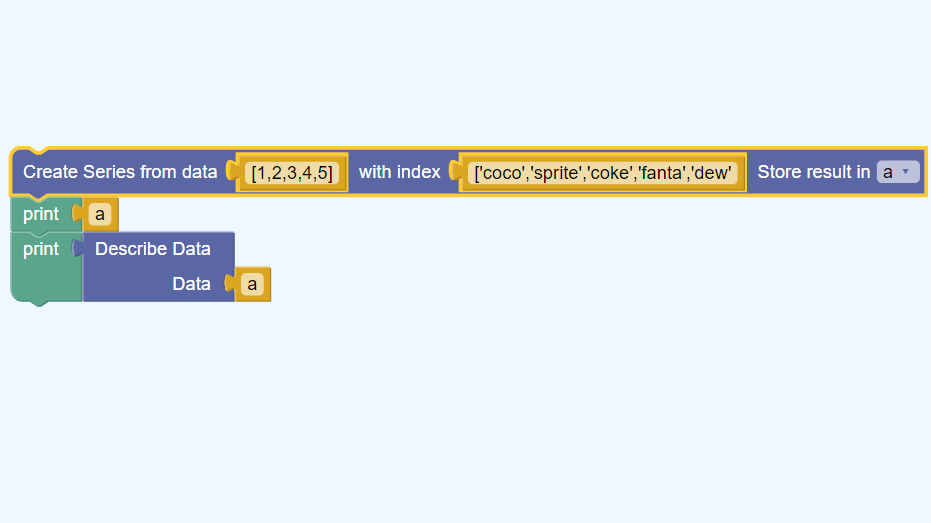 Create Series from data [1,2,3,4,5] with index ['coco','sprite','coke','fanta','dew' Store result in a
print a
print Describe Data
Data a